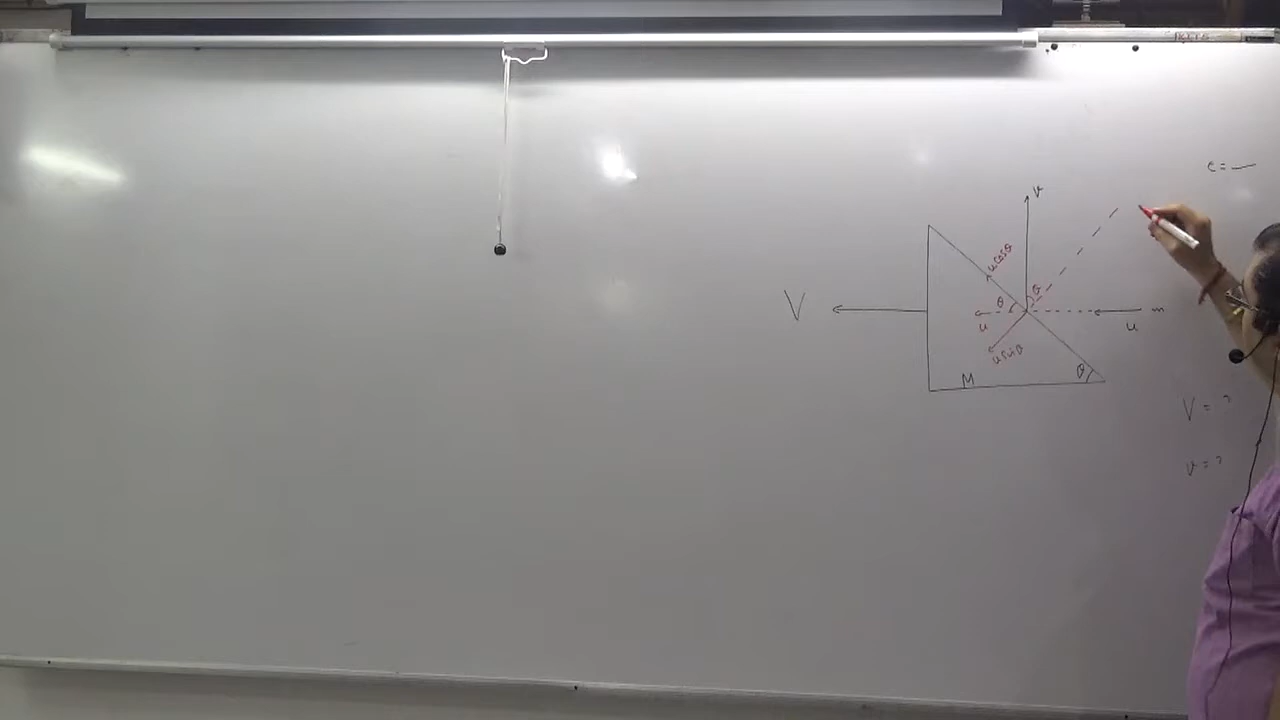 e = —
v
u cos θ
θ
θ
V
u
u
m
u sin θ
M
θ
V = ?
v = ?